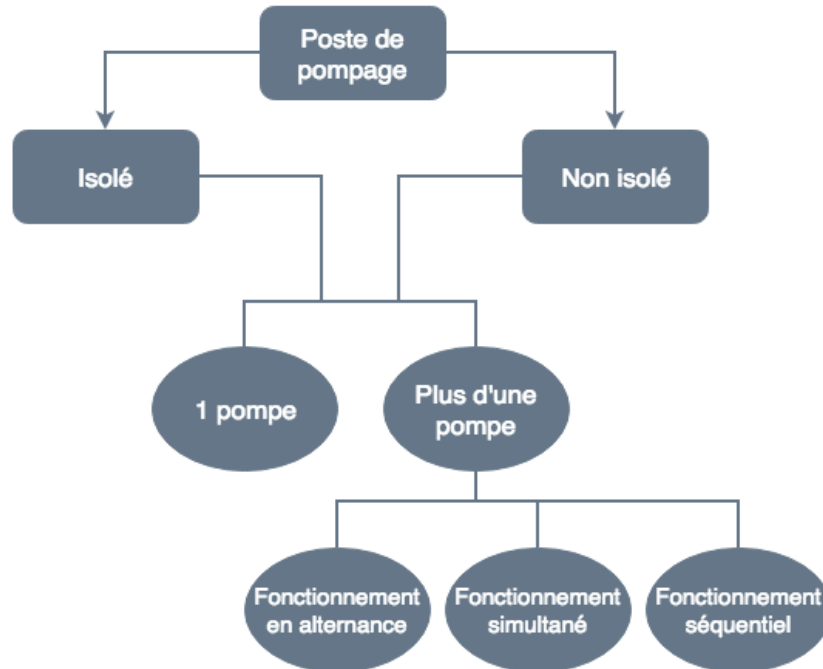 Poste de
pompage
Isolé
Non isolé
1 pompe
Plus d'une
pompe
Fonctionnement
en alternance
Fonctionnement
simultané
Fonctionnement
séquentiel